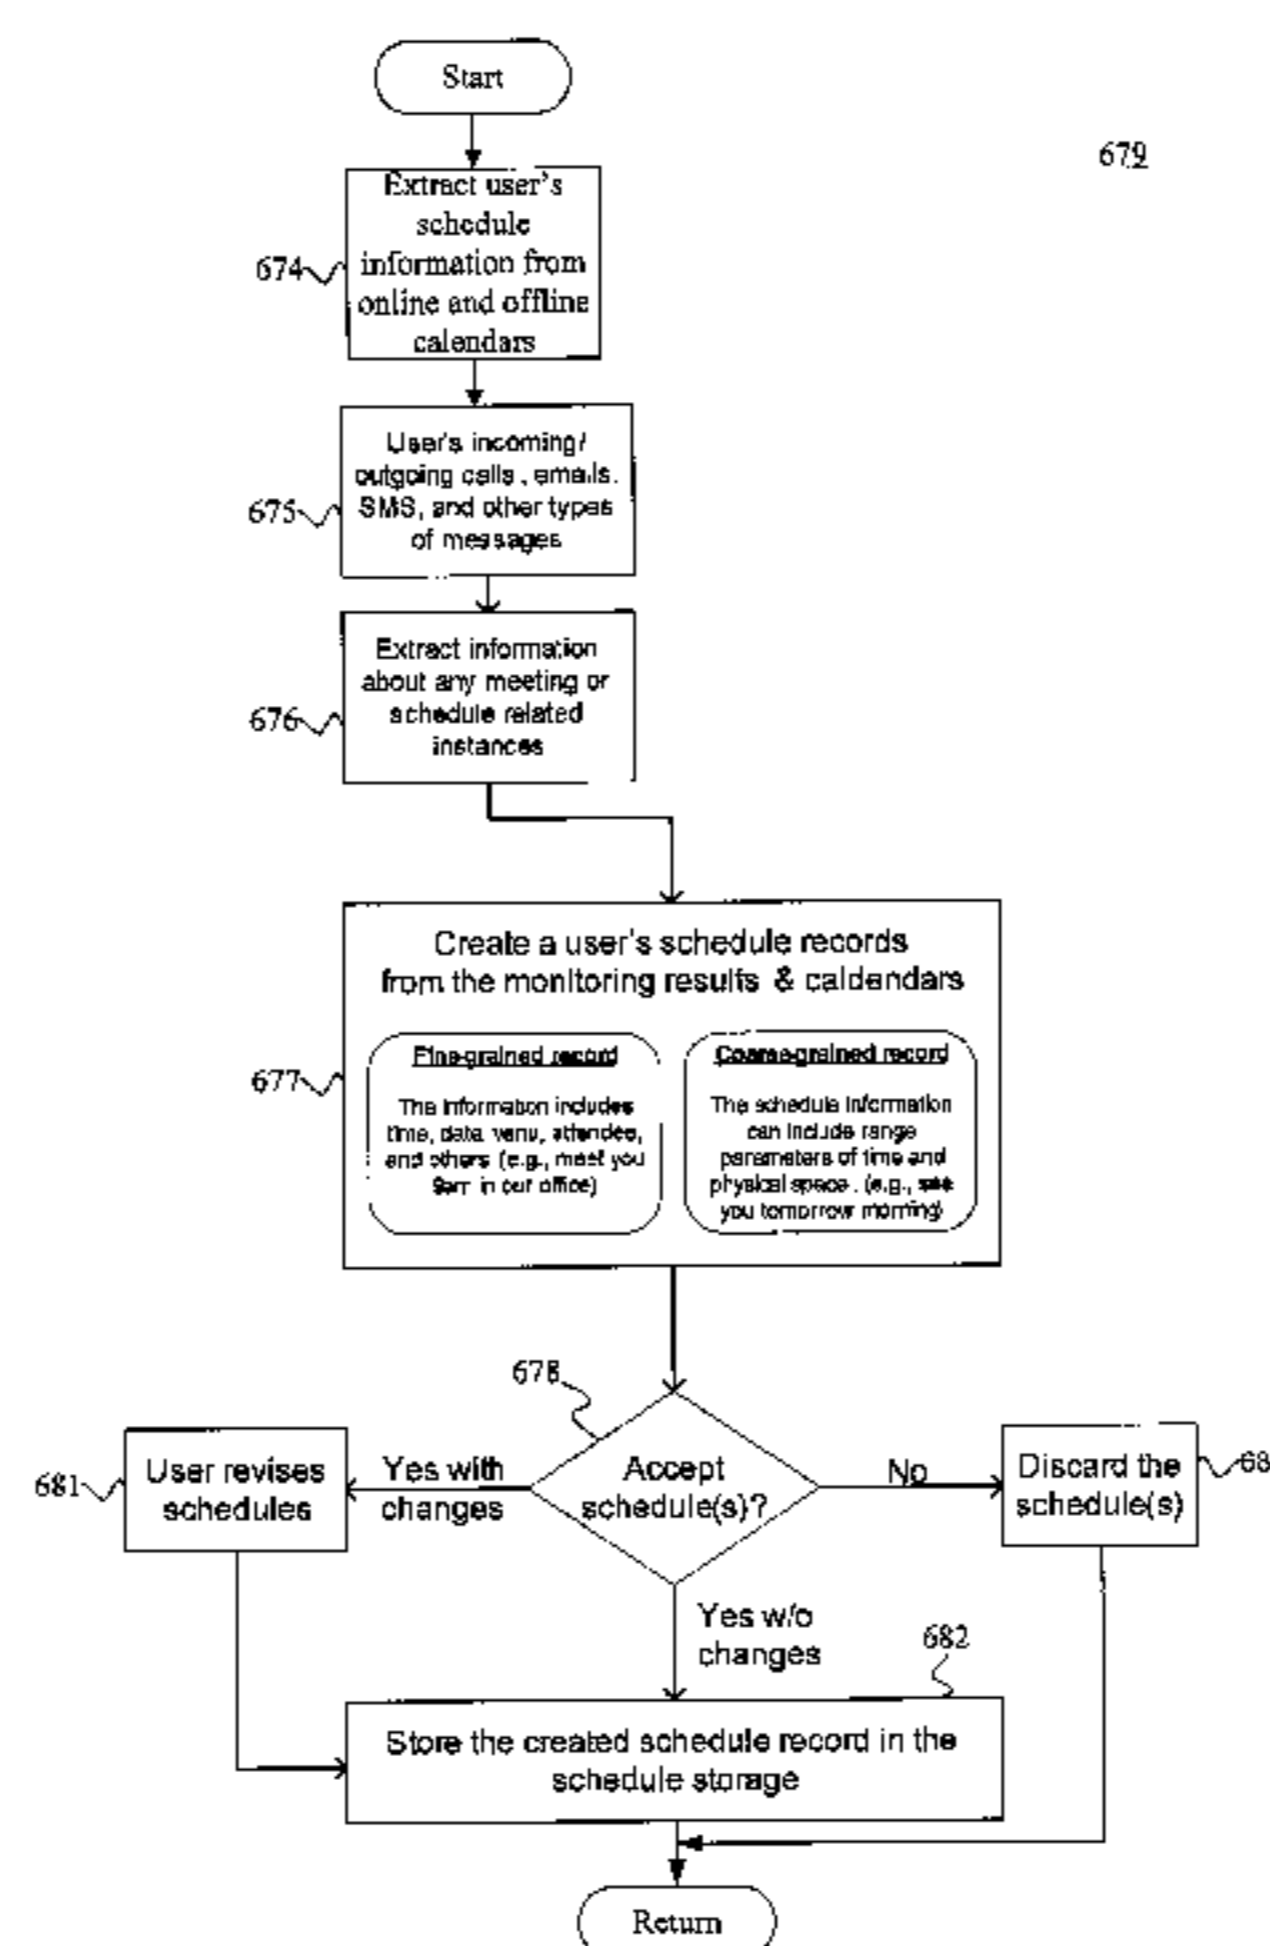 Start
679
Extract user's
schedule
information from
online and offline
calendars
674
User's incoming/
outgoing calls, emails,
SMS, and other types
of messages
675
Extract information
about any meeting or
schedule related
instances
676
Create a user's schedule records
from the monitoring results & caldendars
677
Fine-grained record
The information includes
time, data, venu, attendee,
and others (e.g., meet you
9am in our office)
Coarse-grained record
The schedule information
can include range
parameters of time and
physical space. (e.g., see
you tomorrow morning)
678
Accept
schedule(s)?
Yes with
changes
User revises
schedules
681
No
Discard the
schedule(s)
68
Yes w/o
changes
682
Store the created schedule record in the
schedule storage
Return